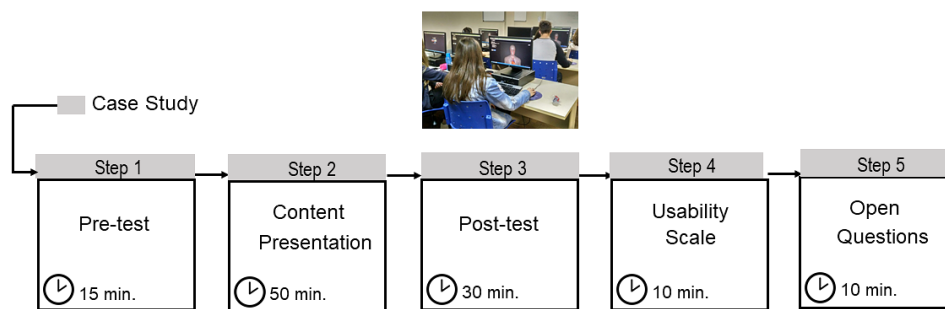 Case Study
Step 1
Pre-test
15 min.
Step 2
Content
Presentation
50 min.
Step 3
Post-test
30 min.
Step 4
Usability
Scale
10 min.
Step 5
Open
Questions
10 min.